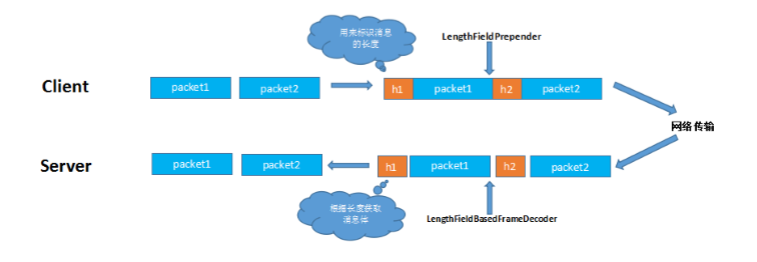 用来标识消息
的长度
LengthFieldPrepender
Client
packet1
packet2
h1
packet1
h2
packet2
网络传输
Server
packet1
packet2
h1
packet1
h2
packet2
根据长度获取
消息体
LengthFieldBasedFrameDecoder